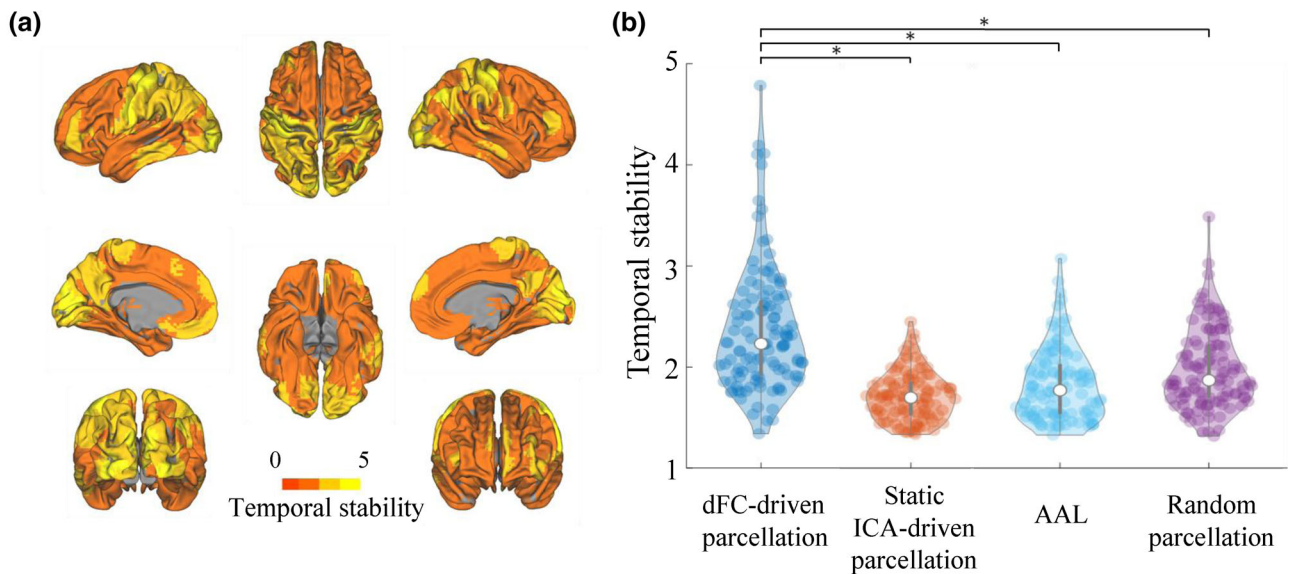 (a)
0 5
Temporal stability
(b)
Temporal stability
5
4
3
2
1
*
*
*
dFC-driven
parcellation
Static
ICA-driven
parcellation
AAL
Random
parcellation